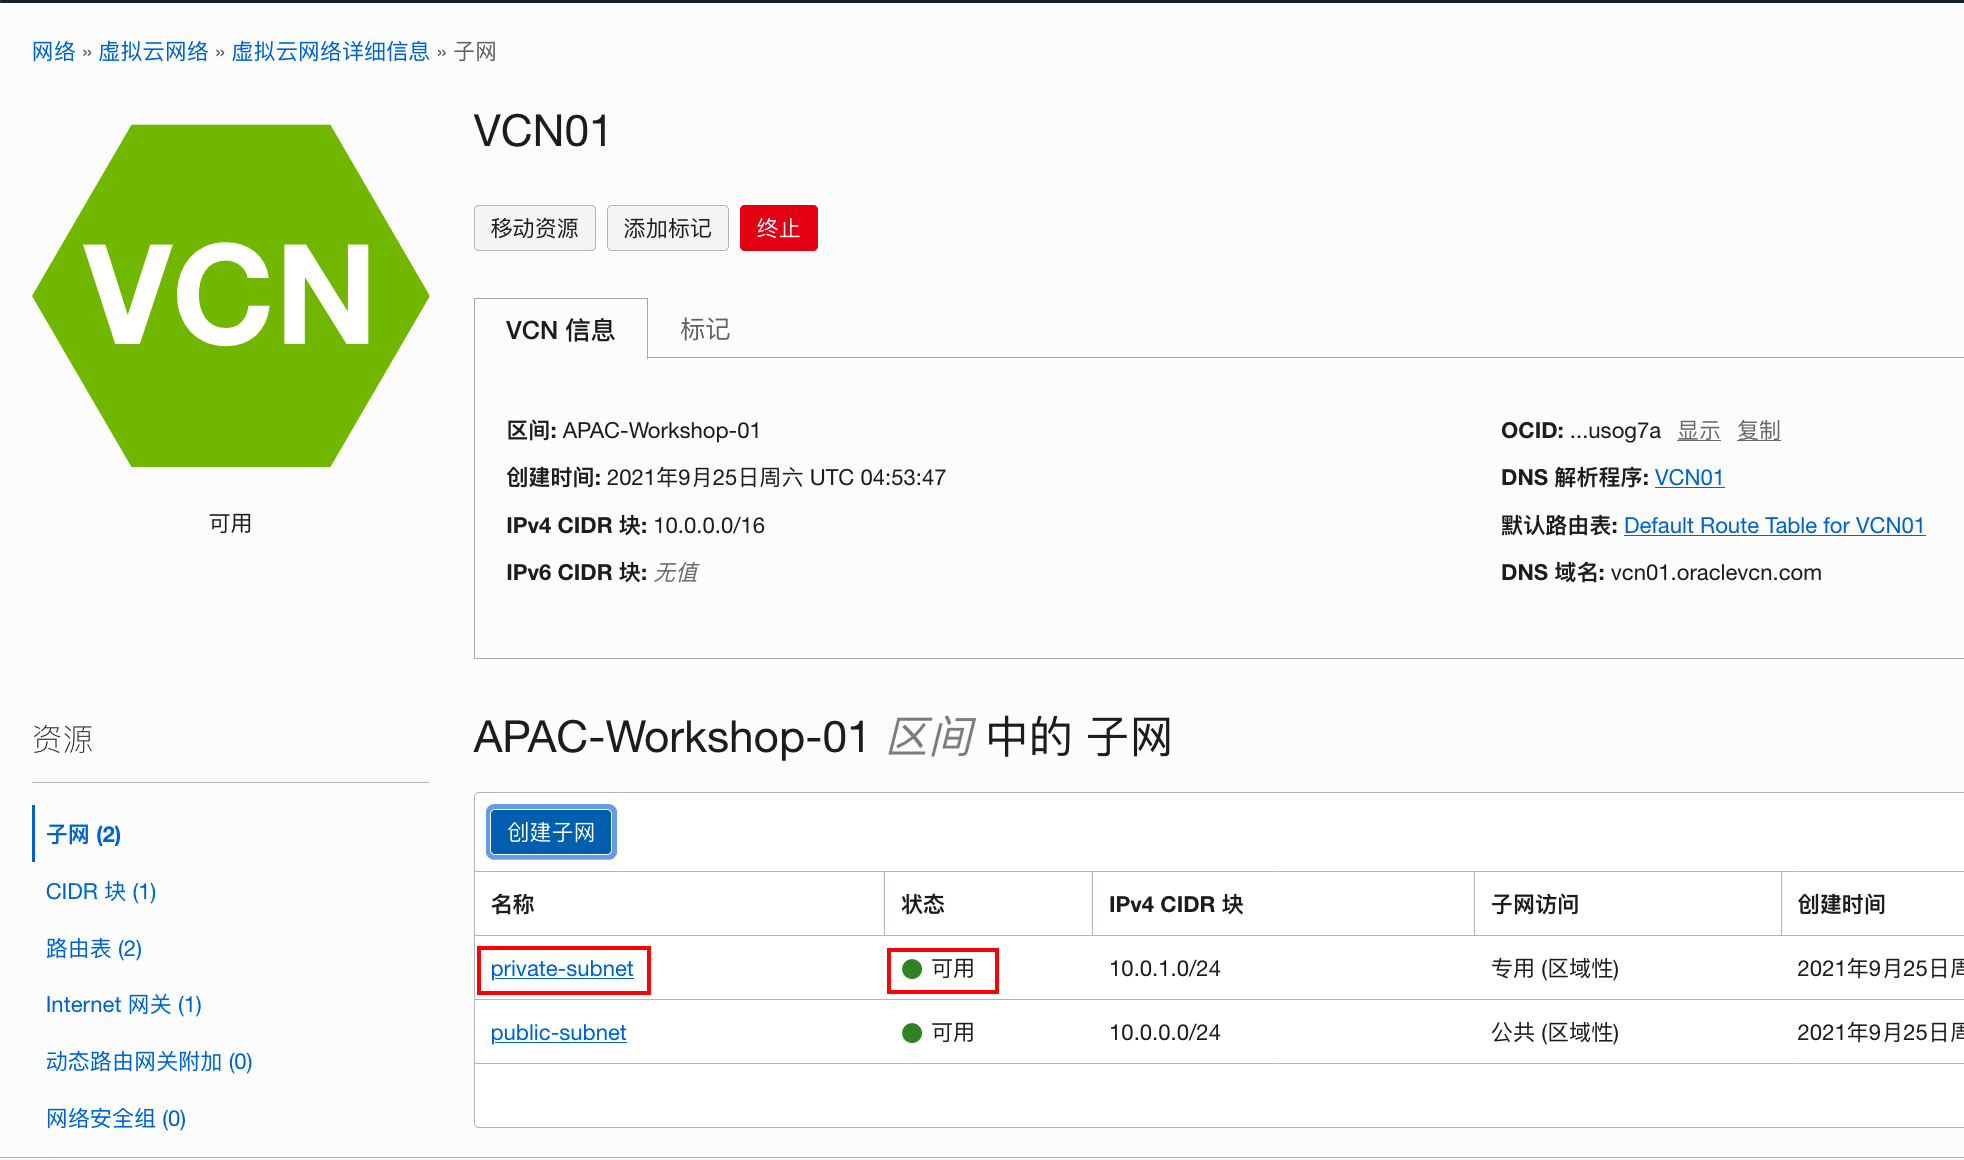 网络 » 虚拟云网络 » 虚拟云网络详细信息 » 子网
VCN
可用
VCN01
移动资源 添加标记 终止
VCN 信息 标记
区间: APAC-Workshop-01
创建时间: 2021年9月25日周六 UTC 04:53:47
IPv4 CIDR 块: 10.0.0.0/16
IPv6 CIDR 块: 无值
OCID: ...usog7a 显示 复制
DNS 解析程序: VCN01
默认路由表: Default Route Table for VCN01
DNS 域名: vcn01.oraclevcn.com
资源
子网 (2)
CIDR 块 (1)
路由表 (2)
Internet 网关 (1)
动态路由网关附加 (0)
网络安全组 (0)
APAC-Workshop-01 区间 中的 子网
创建子网
名称 状态 IPv4 CIDR 块 子网访问 创建时间
private-subnet 可用 10.0.1.0/24 专用 (区域性) 2021年9月25日周
public-subnet 可用 10.0.0.0/24 公共 (区域性) 2021年9月25日周